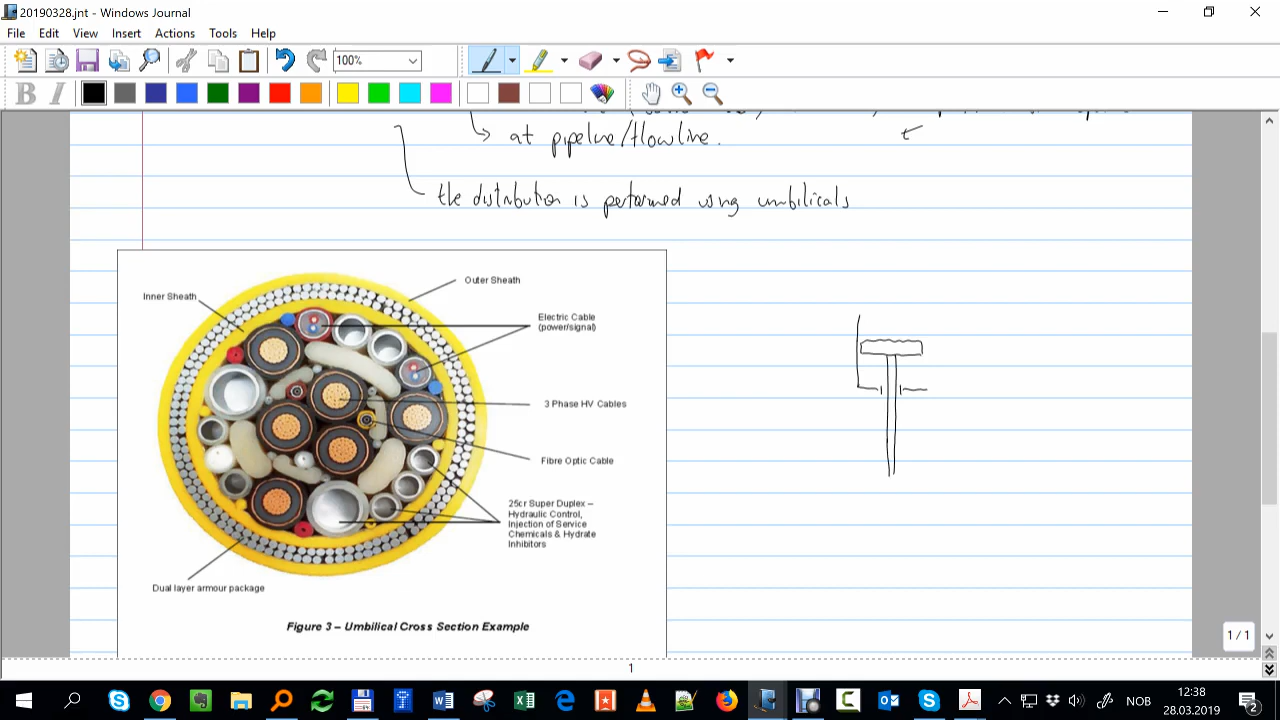 20190328.jnt - Windows Journal
File Edit View Insert Actions Tools Help
100%
B I
at pipeline/flowline.
the distribution is performed using umbilicals
Outer Sheath
Inner Sheath
Electric Cable
(power/signal)
3 Phase HV Cables
Fibre Optic Cable
25cr Super Duplex –
Hydraulic Control,
Injection of Service
Chemicals & Hydrate
Inhibitors
Dual layer armour package
Figure 3 – Umbilical Cross Section Example
1 / 1
1
NOB
12:38
28.03.2019
2